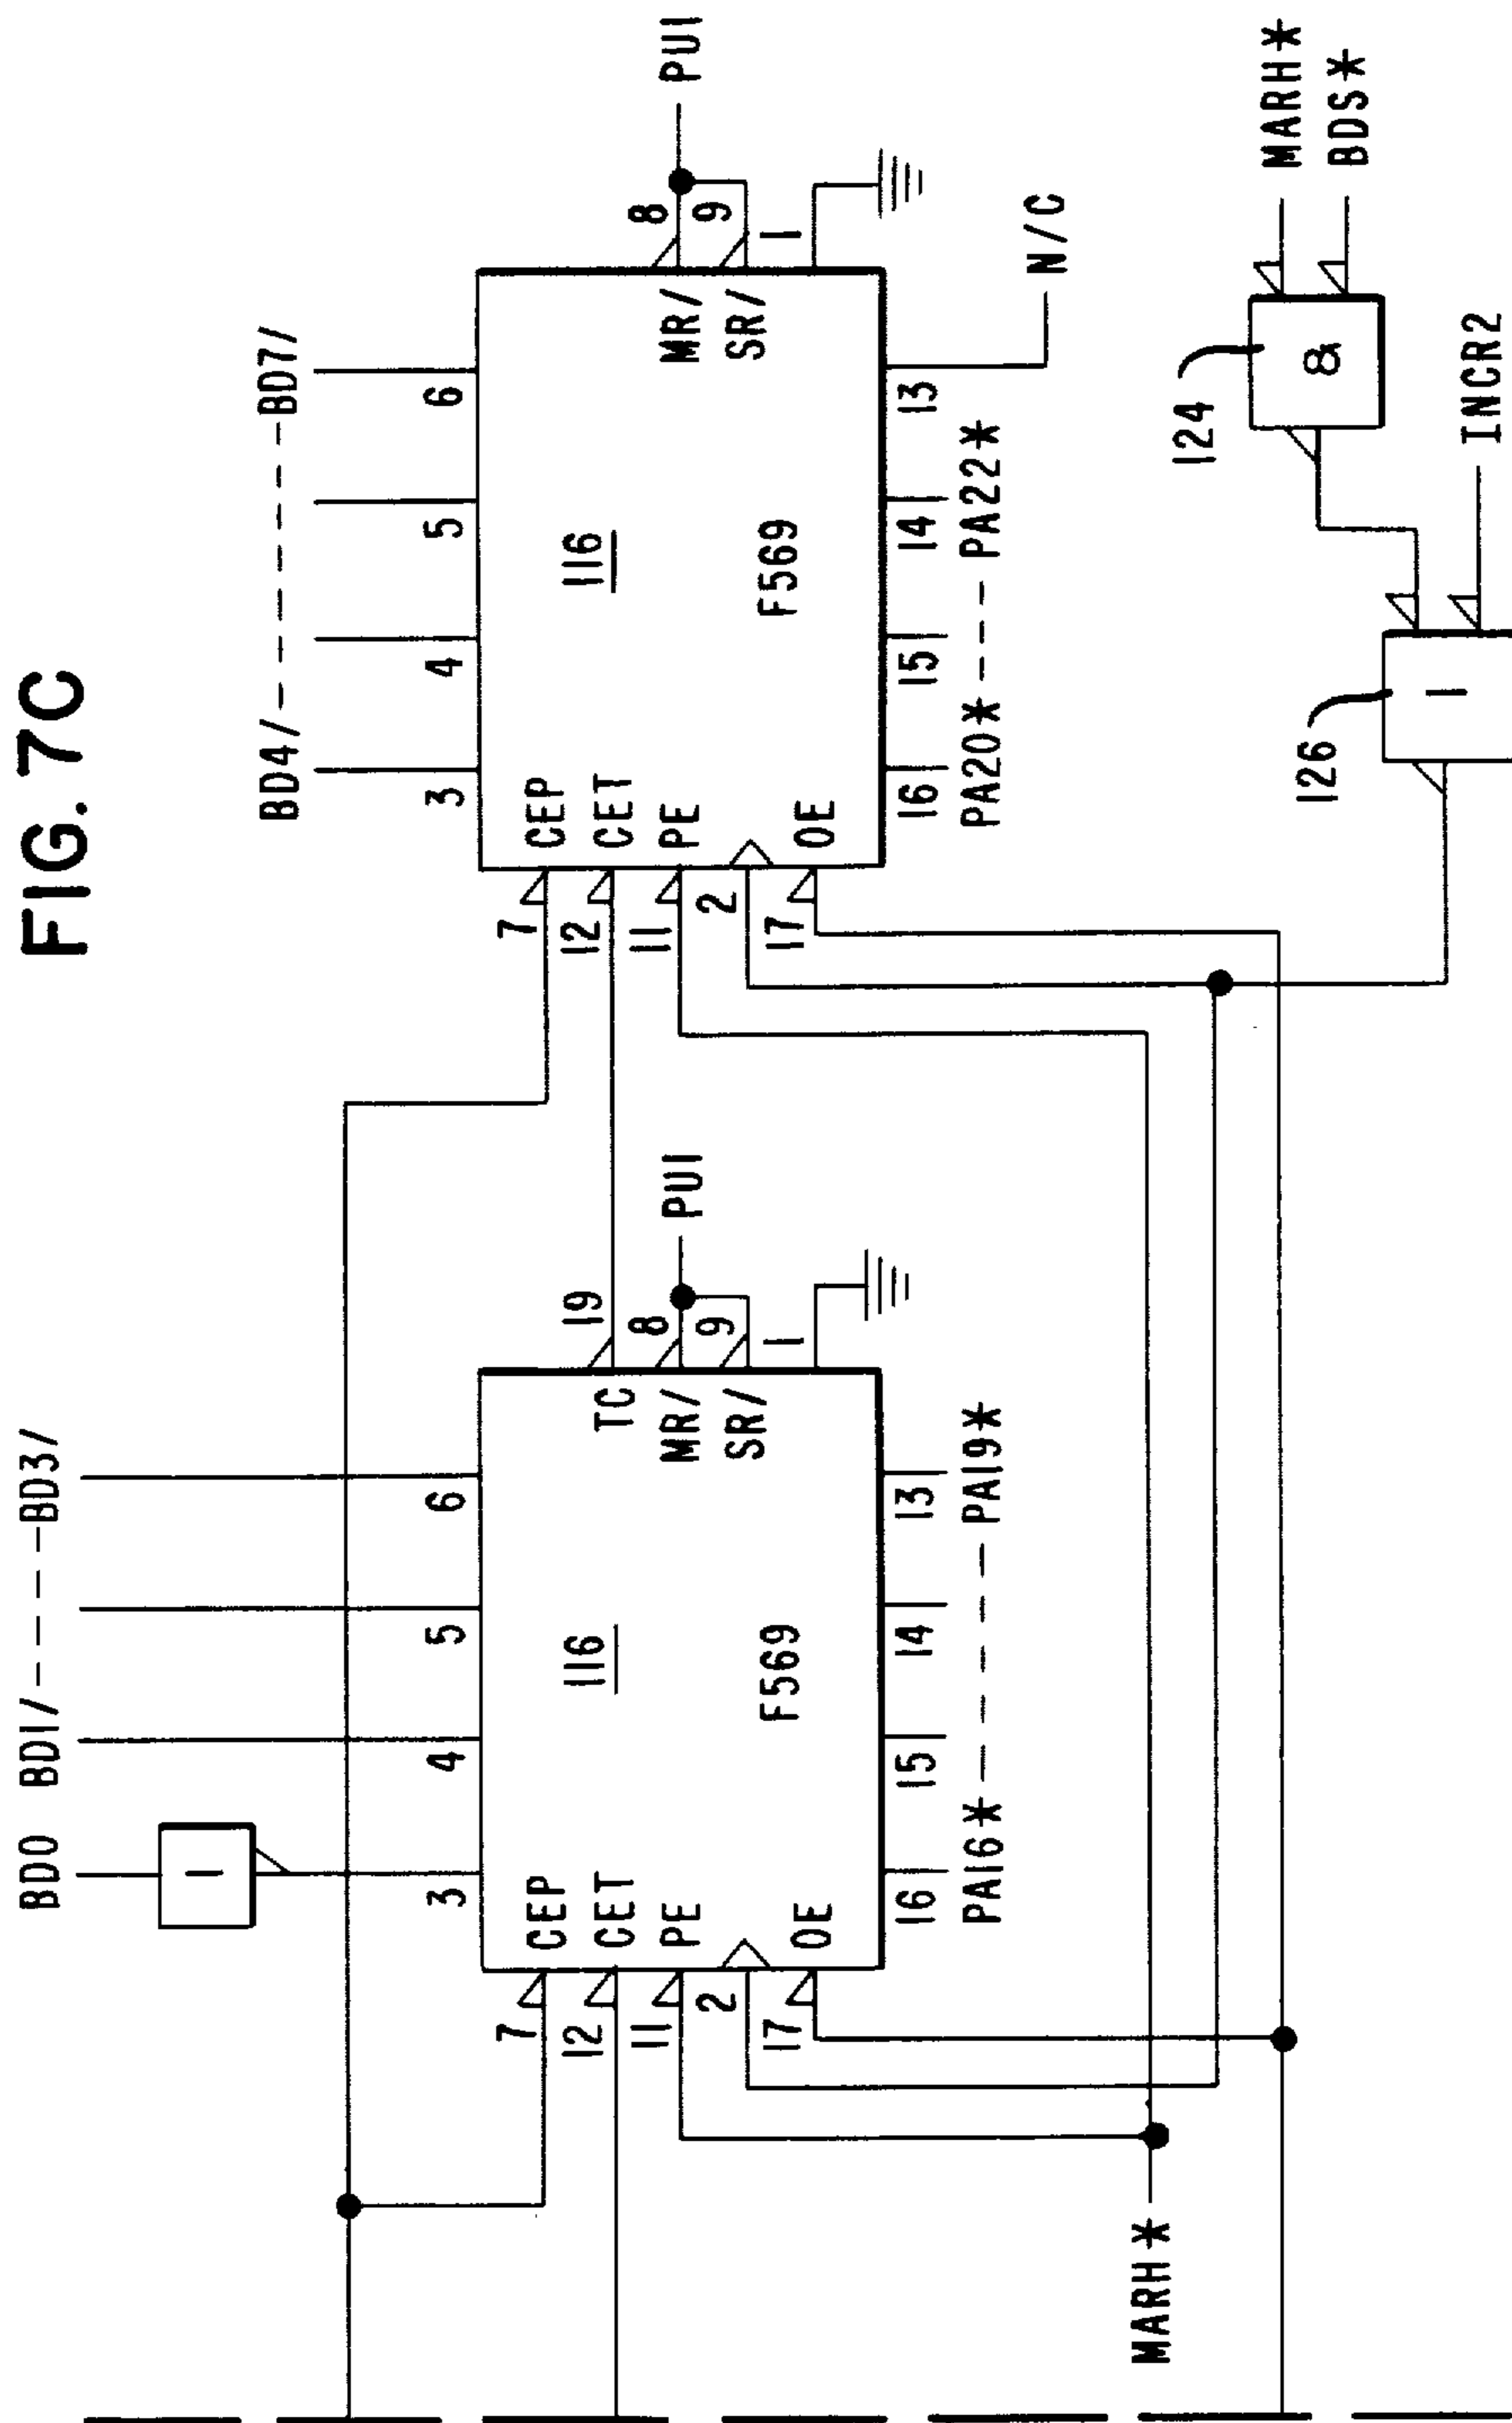 FIG. 7C
BD0 BD1/-----BD3/
1
3
4
5
6
116
F569
CEP
CET
PE
OE
TC
MR/
SR/
7
12
11
2
17
19
8
9
1
PU1
16
15
14
13
PA16*-----PA19*
MARH*
BD4/-----BD7/
3
4
5
6
116
F569
CEP
CET
PE
OE
MR/
SR/
7
12
11
2
17
8
9
1
PU1
16
15
14
13
PA20*---PA22*
N/C
124
&
MARH*
BDS*
126
1
INCR2